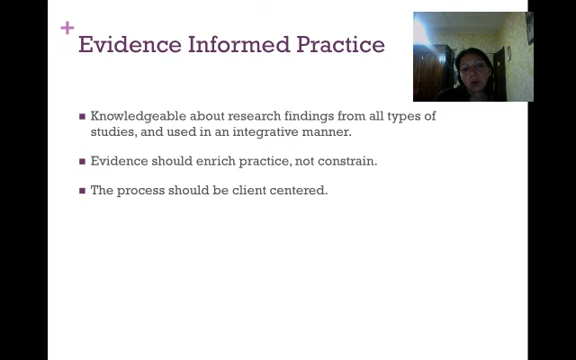 Evidence Informed Practice
Knowledgeable about research findings from all types of
studies, and used in an integrative manner.
Evidence should enrich practice, not constrain.
The process should be client centered.